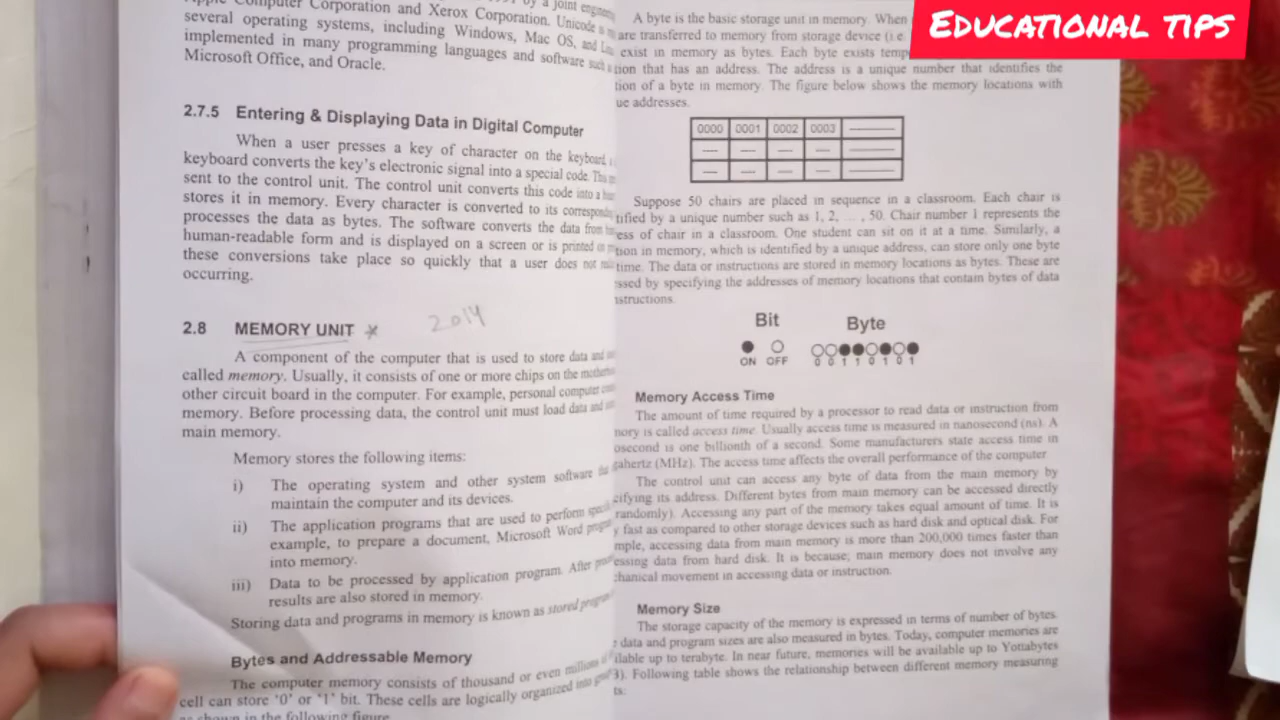 Apple Computer Corporation and Xerox Corporation. Unicode is
several operating systems, including Windows, Mac OS, and
implemented in many programming languages and software such
Microsoft Office, and Oracle.
2.7.5 Entering & Displaying Data in Digital Computer
When a user presses a key of character on the keyboard,
keyboard converts the key's electronic signal into a special code. This
sent to the control unit. The control unit converts this code into a
stores it in memory. Every character is converted to its
processes the data as bytes. The software converts the data from
human-readable form and is displayed on a screen or is printed on
these conversions take place so quickly that a user does not
occurring.
2.8 MEMORY UNIT * 2014
A component of the computer that is used to store data and
called memory. Usually, it consists of one or more chips on the
other circuit board in the computer. For example, personal computer
memory. Before processing data, the control unit must load data and
main memory.
Memory stores the following items:
i) The operating system and other system software that
maintain the computer and its devices.
ii) The application programs that are used to perform
example, to prepare a document, Microsoft Word
into memory.
iii) Data to be processed by application program. After
results are also stored in memory.
Storing data and programs in memory is known as stored
Bytes and Addressable Memory
The computer memory consists of thousand or even millions
cell can store '0' or '1' bit. These cells are logically organized into
as shown in the following figure
EDUCATIONAL TIPS
A byte is the basic storage unit in memory. When
are transferred to memory from storage device (i.e.
exist in memory as bytes. Each byte exists
that has an address. The address is a unique number that identifies the
of a byte in memory. The figure below shows the memory locations with
addresses.
0000 0001 0002 0003
Suppose 50 chairs are placed in sequence in a classroom. Each chair is
by a unique number such as 1, 2, ... , 50. Chair number 1 represents the
of chair in a classroom. One student can sit on it at a time. Similarly, a
in memory, which is identified by a unique address, can store only one byte
time. The data or instructions are stored in memory locations as bytes. These are
by specifying the addresses of memory locations that contain bytes of data
Bit Byte
ON OFF 0 0 1 1 0 1 0 1
Memory Access Time
The amount of time required by a processor to read data or instruction from
is called access time. Usually access time is measured in nanosecond (ns). A
is one billionth of a second. Some manufacturers state access time in
(MHz). The access time affects the overall performance of the computer.
The control unit can access any byte of data from the main memory by
its address. Different bytes from main memory can be accessed directly
randomly). Accessing any part of the memory takes equal amount of time. It is
fast as compared to other storage devices such as hard disk and optical disk. For
accessing data from main memory is more than 200,000 times faster than
data from hard disk. It is because, main memory does not involve any
movement in accessing data or instruction.
Memory Size
The storage capacity of the memory is expressed in terms of number of bytes.
data and program sizes are also measured in bytes. Today, computer memories are
up to terabyte. In near future, memories will be available up to Yottabytes
Following table shows the relationship between different memory measuring